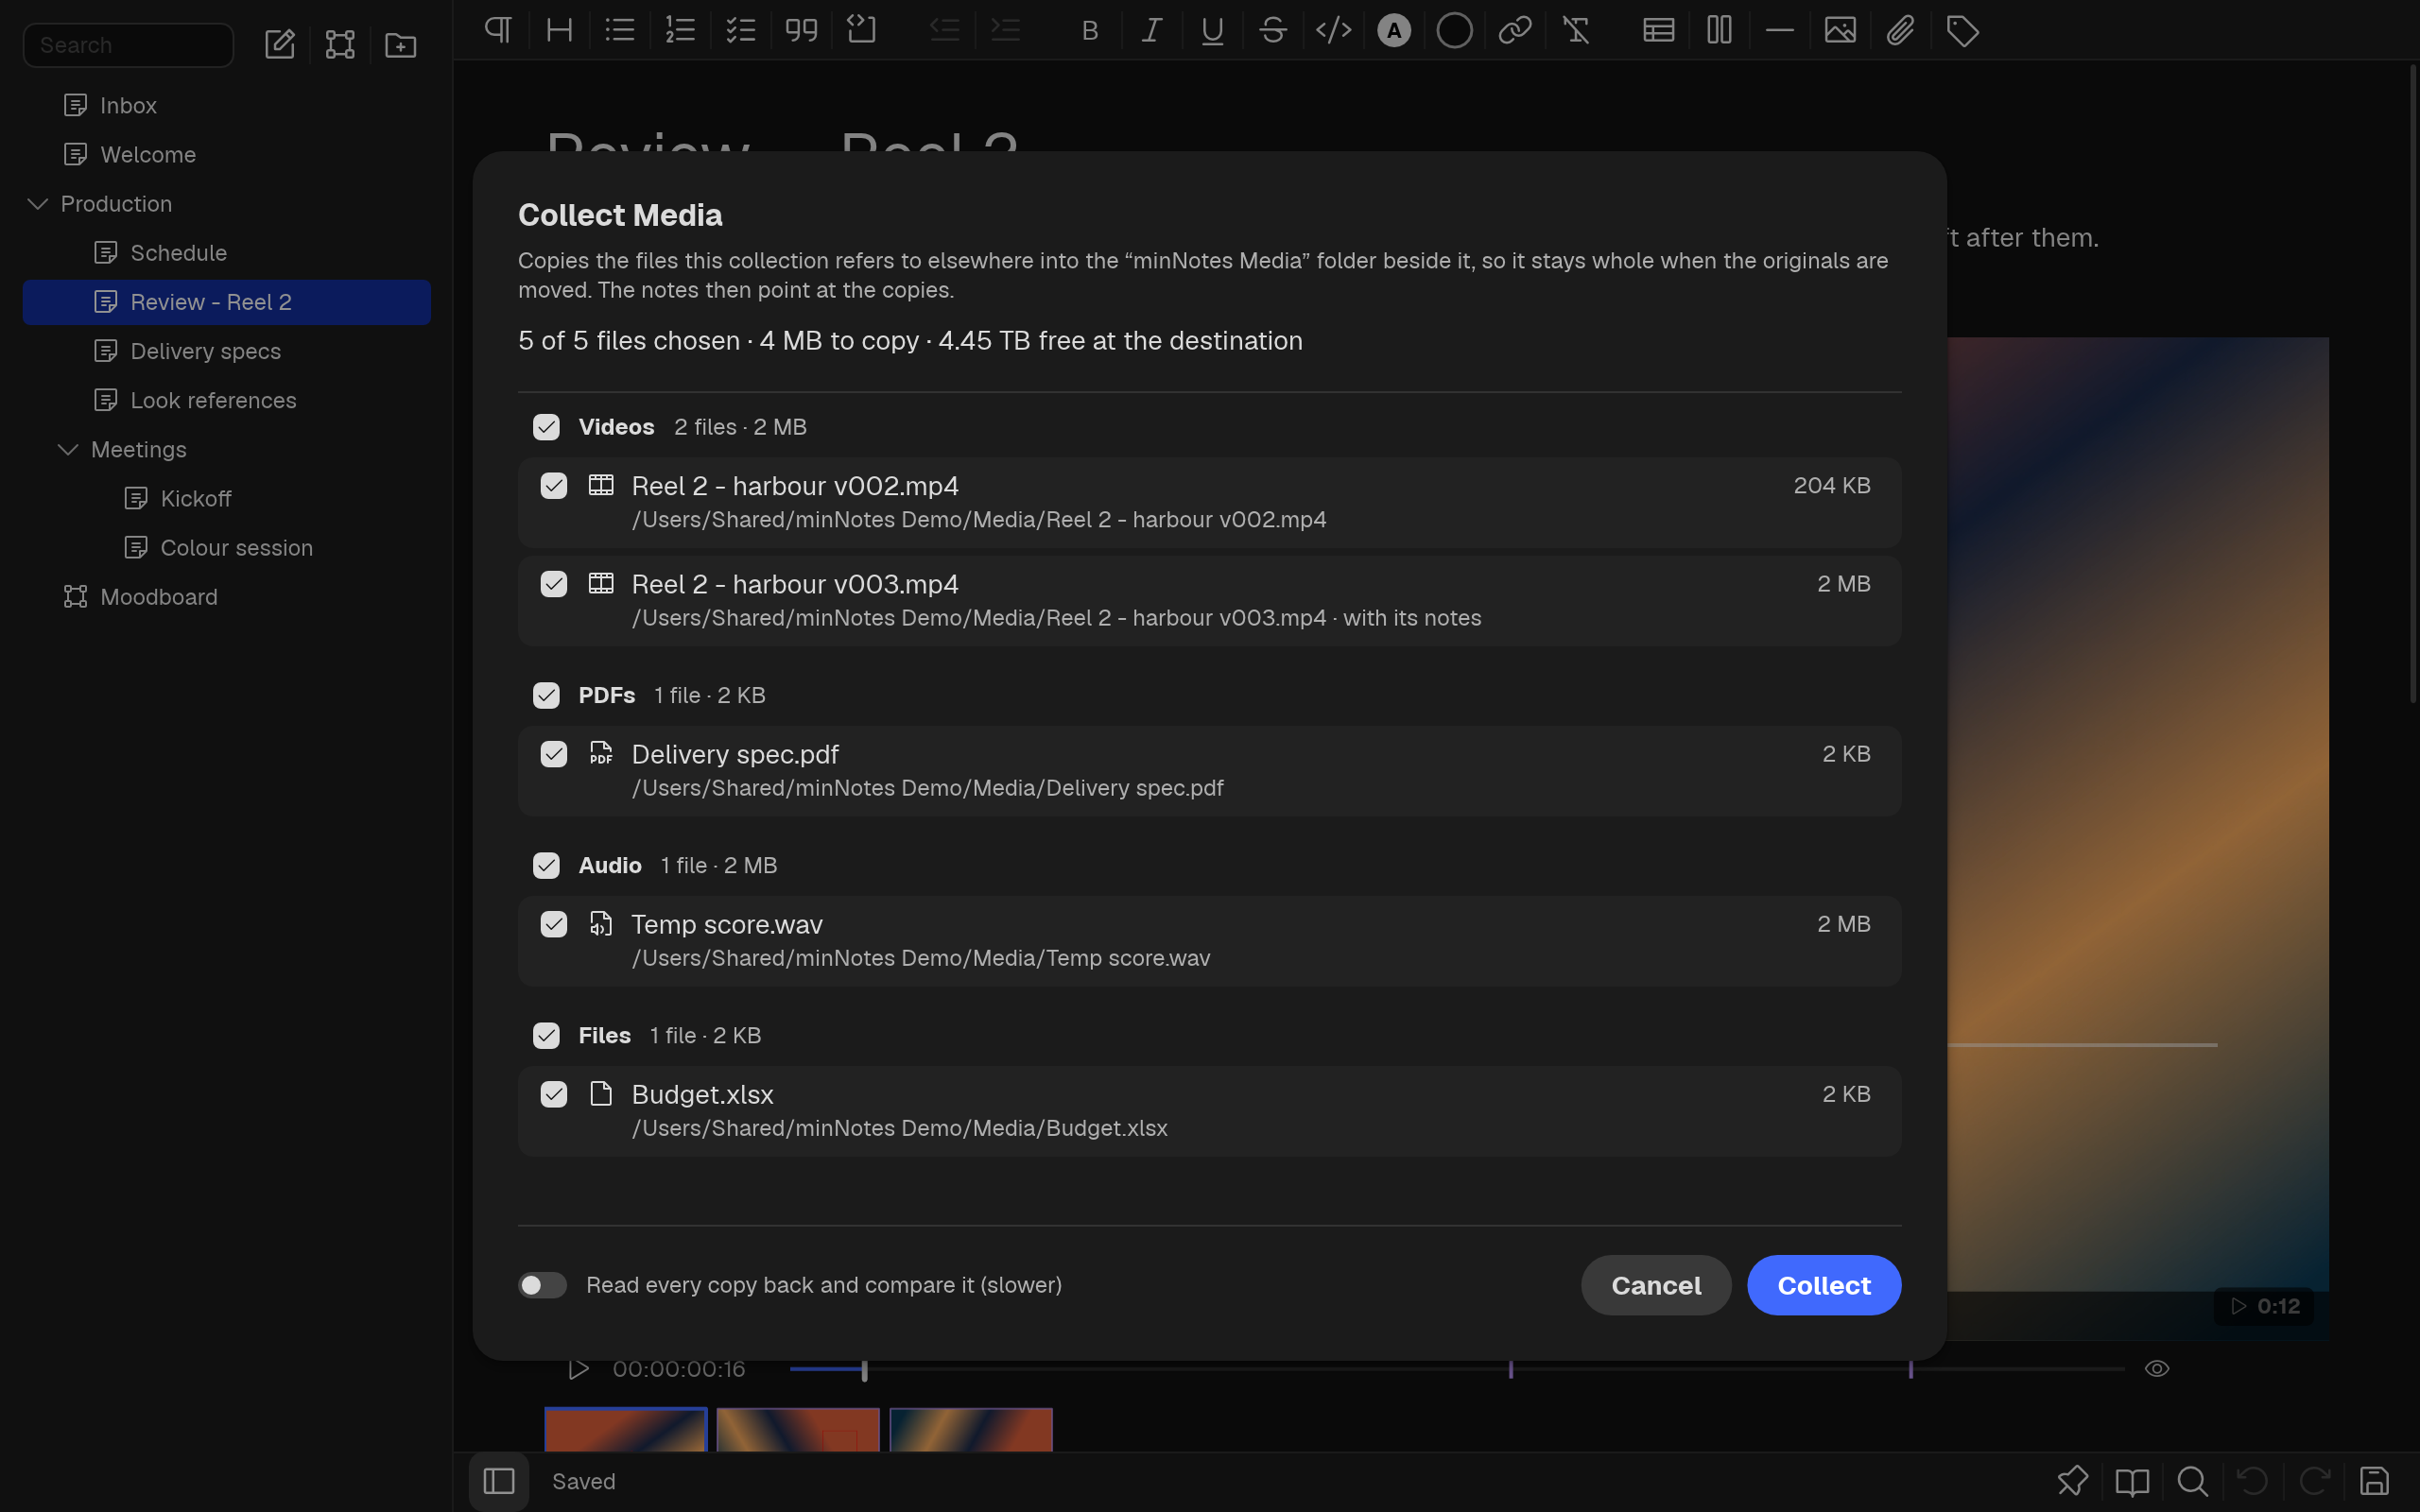 Search
Inbox
Welcome
Production
Schedule
Review - Reel 2
Delivery specs
Look references
Meetings
Kickoff
Colour session
Moodboard
Review Reel 2
ft after them.
Collect Media
Copies the files this collection refers to elsewhere into the “minNotes Media” folder beside it, so it stays whole when the originals are
moved. The notes then point at the copies.
5 of 5 files chosen · 4 MB to copy · 4.45 TB free at the destination
Videos 2 files · 2 MB
Reel 2 - harbour v002.mp4 204 KB
/Users/Shared/minNotes Demo/Media/Reel 2 - harbour v002.mp4
Reel 2 - harbour v003.mp4 2 MB
/Users/Shared/minNotes Demo/Media/Reel 2 - harbour v003.mp4 · with its notes
PDFs 1 file · 2 KB
PDF
Delivery spec.pdf 2 KB
/Users/Shared/minNotes Demo/Media/Delivery spec.pdf
Audio 1 file · 2 MB
Temp score.wav 2 MB
/Users/Shared/minNotes Demo/Media/Temp score.wav
Files 1 file · 2 KB
Budget.xlsx 2 KB
/Users/Shared/minNotes Demo/Media/Budget.xlsx
Read every copy back and compare it (slower) Cancel Collect
0:12
00:00:00:16
Saved